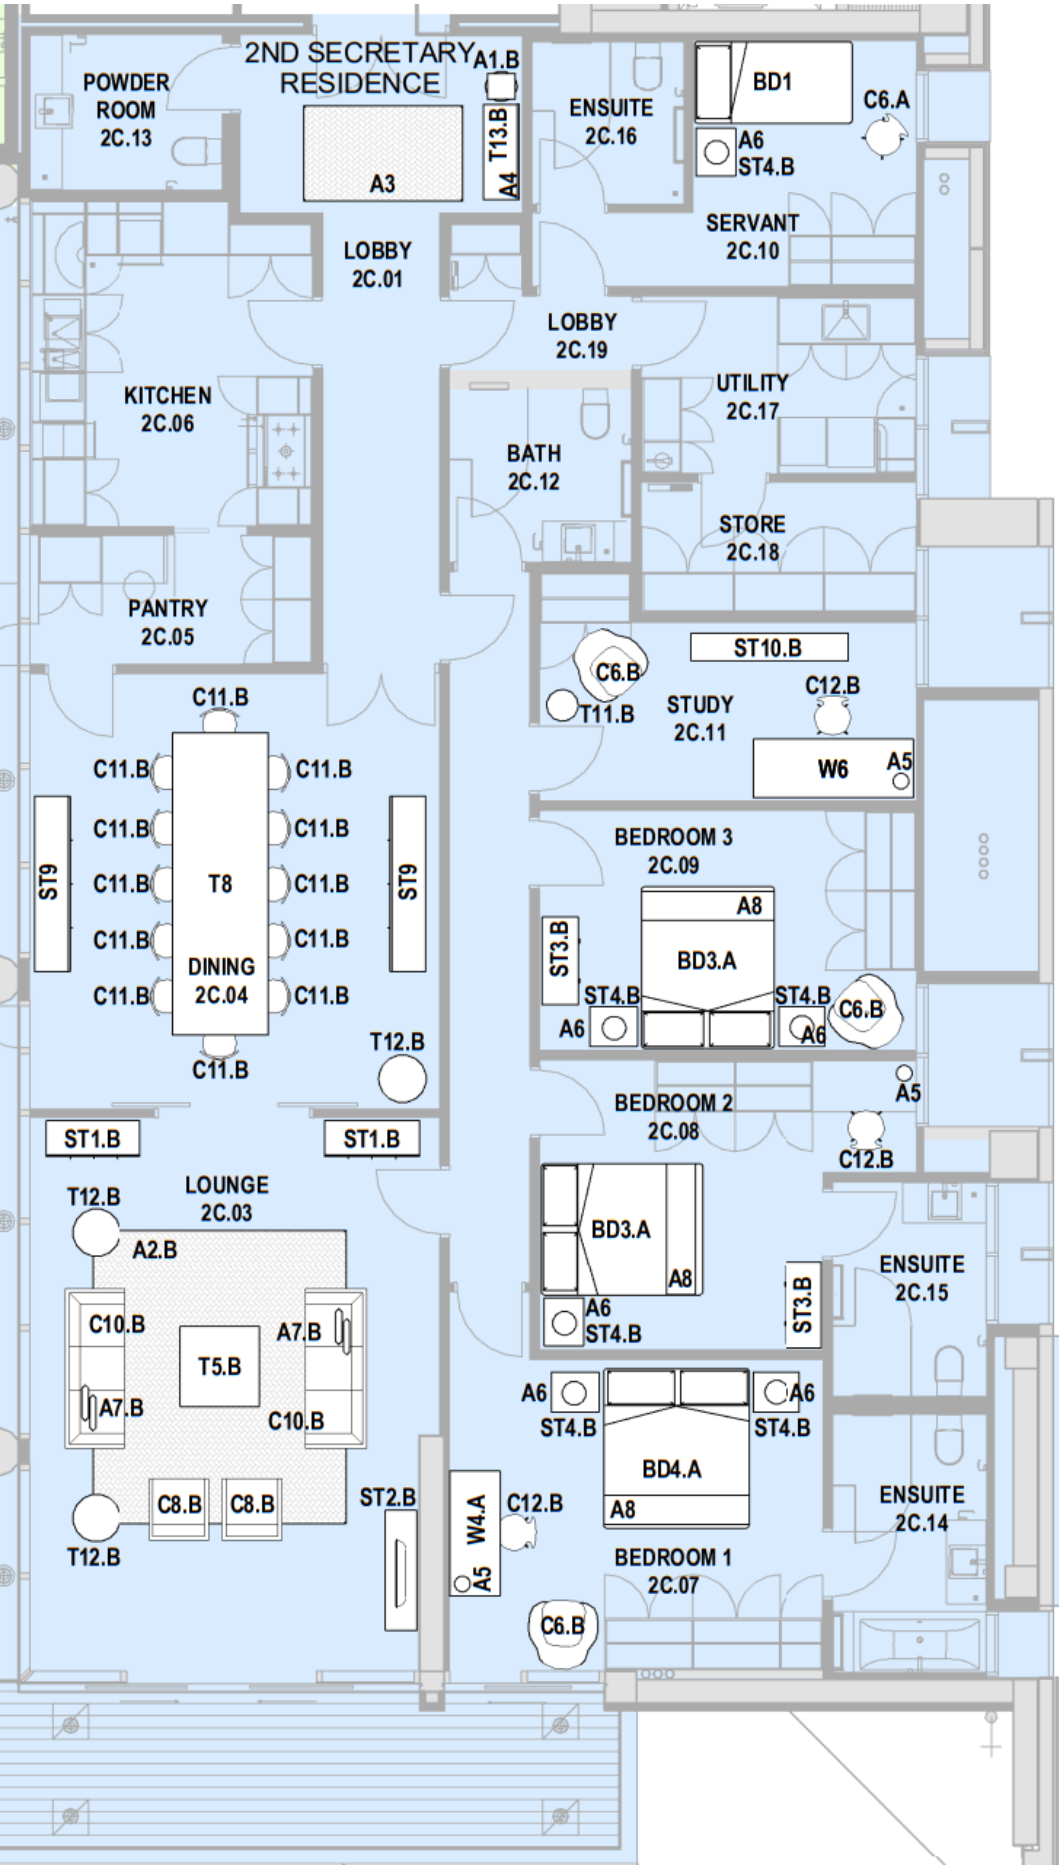 2ND SECRETARY
RESIDENCE
A1.B
POWDER
ROOM
2C.13
T13.B
A4
A3
ENSUITE
2C.16
BD1
C6.A
A6
ST4.B
SERVANT
2C.10
LOBBY
2C.01
LOBBY
2C.19
KITCHEN
2C.06
UTILITY
2C.17
BATH
2C.12
STORE
2C.18
PANTRY
2C.05
ST10.B
C6.B
C12.B
T11.B
STUDY
2C.11
A5
W6
C11.B
C11.B
C11.B
C11.B
C11.B
ST9
C11.B
T8
C11.B
ST9
C11.B
C11.B
DINING
2C.04
C11.B
C11.B
C11.B
T12.B
BEDROOM 3
2C.09
A8
ST3.B
BD3.A
ST4.B
ST4.B
C6.B
A6
A6
BEDROOM 2
2C.08
A5
C12.B
ST1.B
ST1.B
LOUNGE
2C.03
T12.B
A2.B
BD3.A
A8
A6
ST4.B
ST3.B
ENSUITE
2C.15
C10.B
A7.B
T5.B
A7.B
C10.B
C8.B
C8.B
T12.B
ST2.B
A6
A6
ST4.B
ST4.B
BD4.A
A8
W4.A
A5
C12.B
ENSUITE
2C.14
BEDROOM 1
2C.07
C6.B